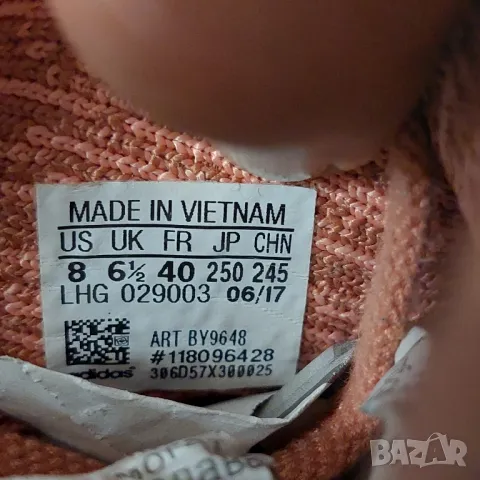 MADE IN VIETNAM
US UK FR JP CHN
8 6½ 40 250 245
LHG 029003 06/17
ART BY9648
#118096428
adidas 306D57X300025
BAZAR